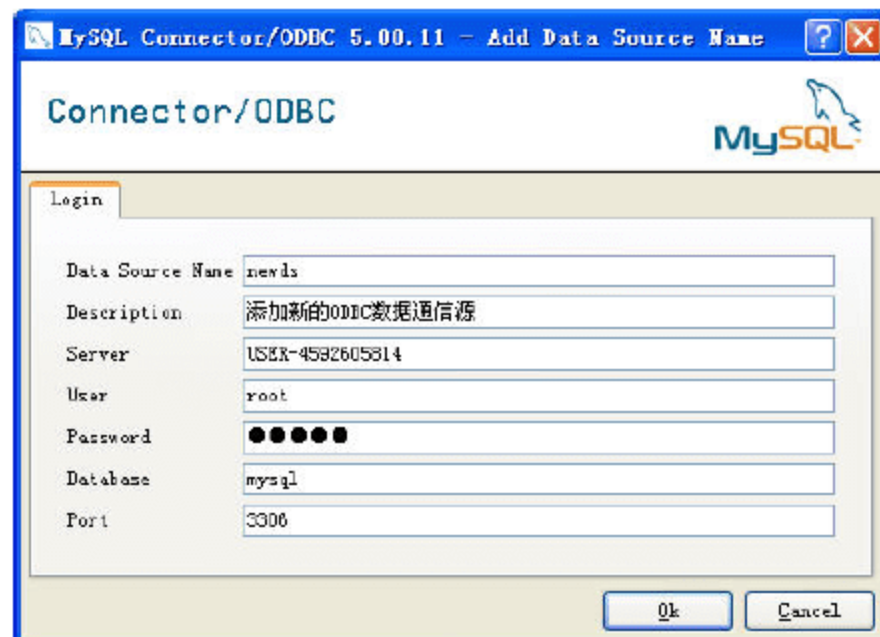 MySQL Connector/ODBC 5.00.11 - Add Data Source Name
Connector/ODBC
MySQL
Login
Data Source Name newds
Description 添加新的ODBC数据通信源
Server USER-4592605814
User root
Password ●●●●●
Database mysql
Port 3306
Ok Cancel